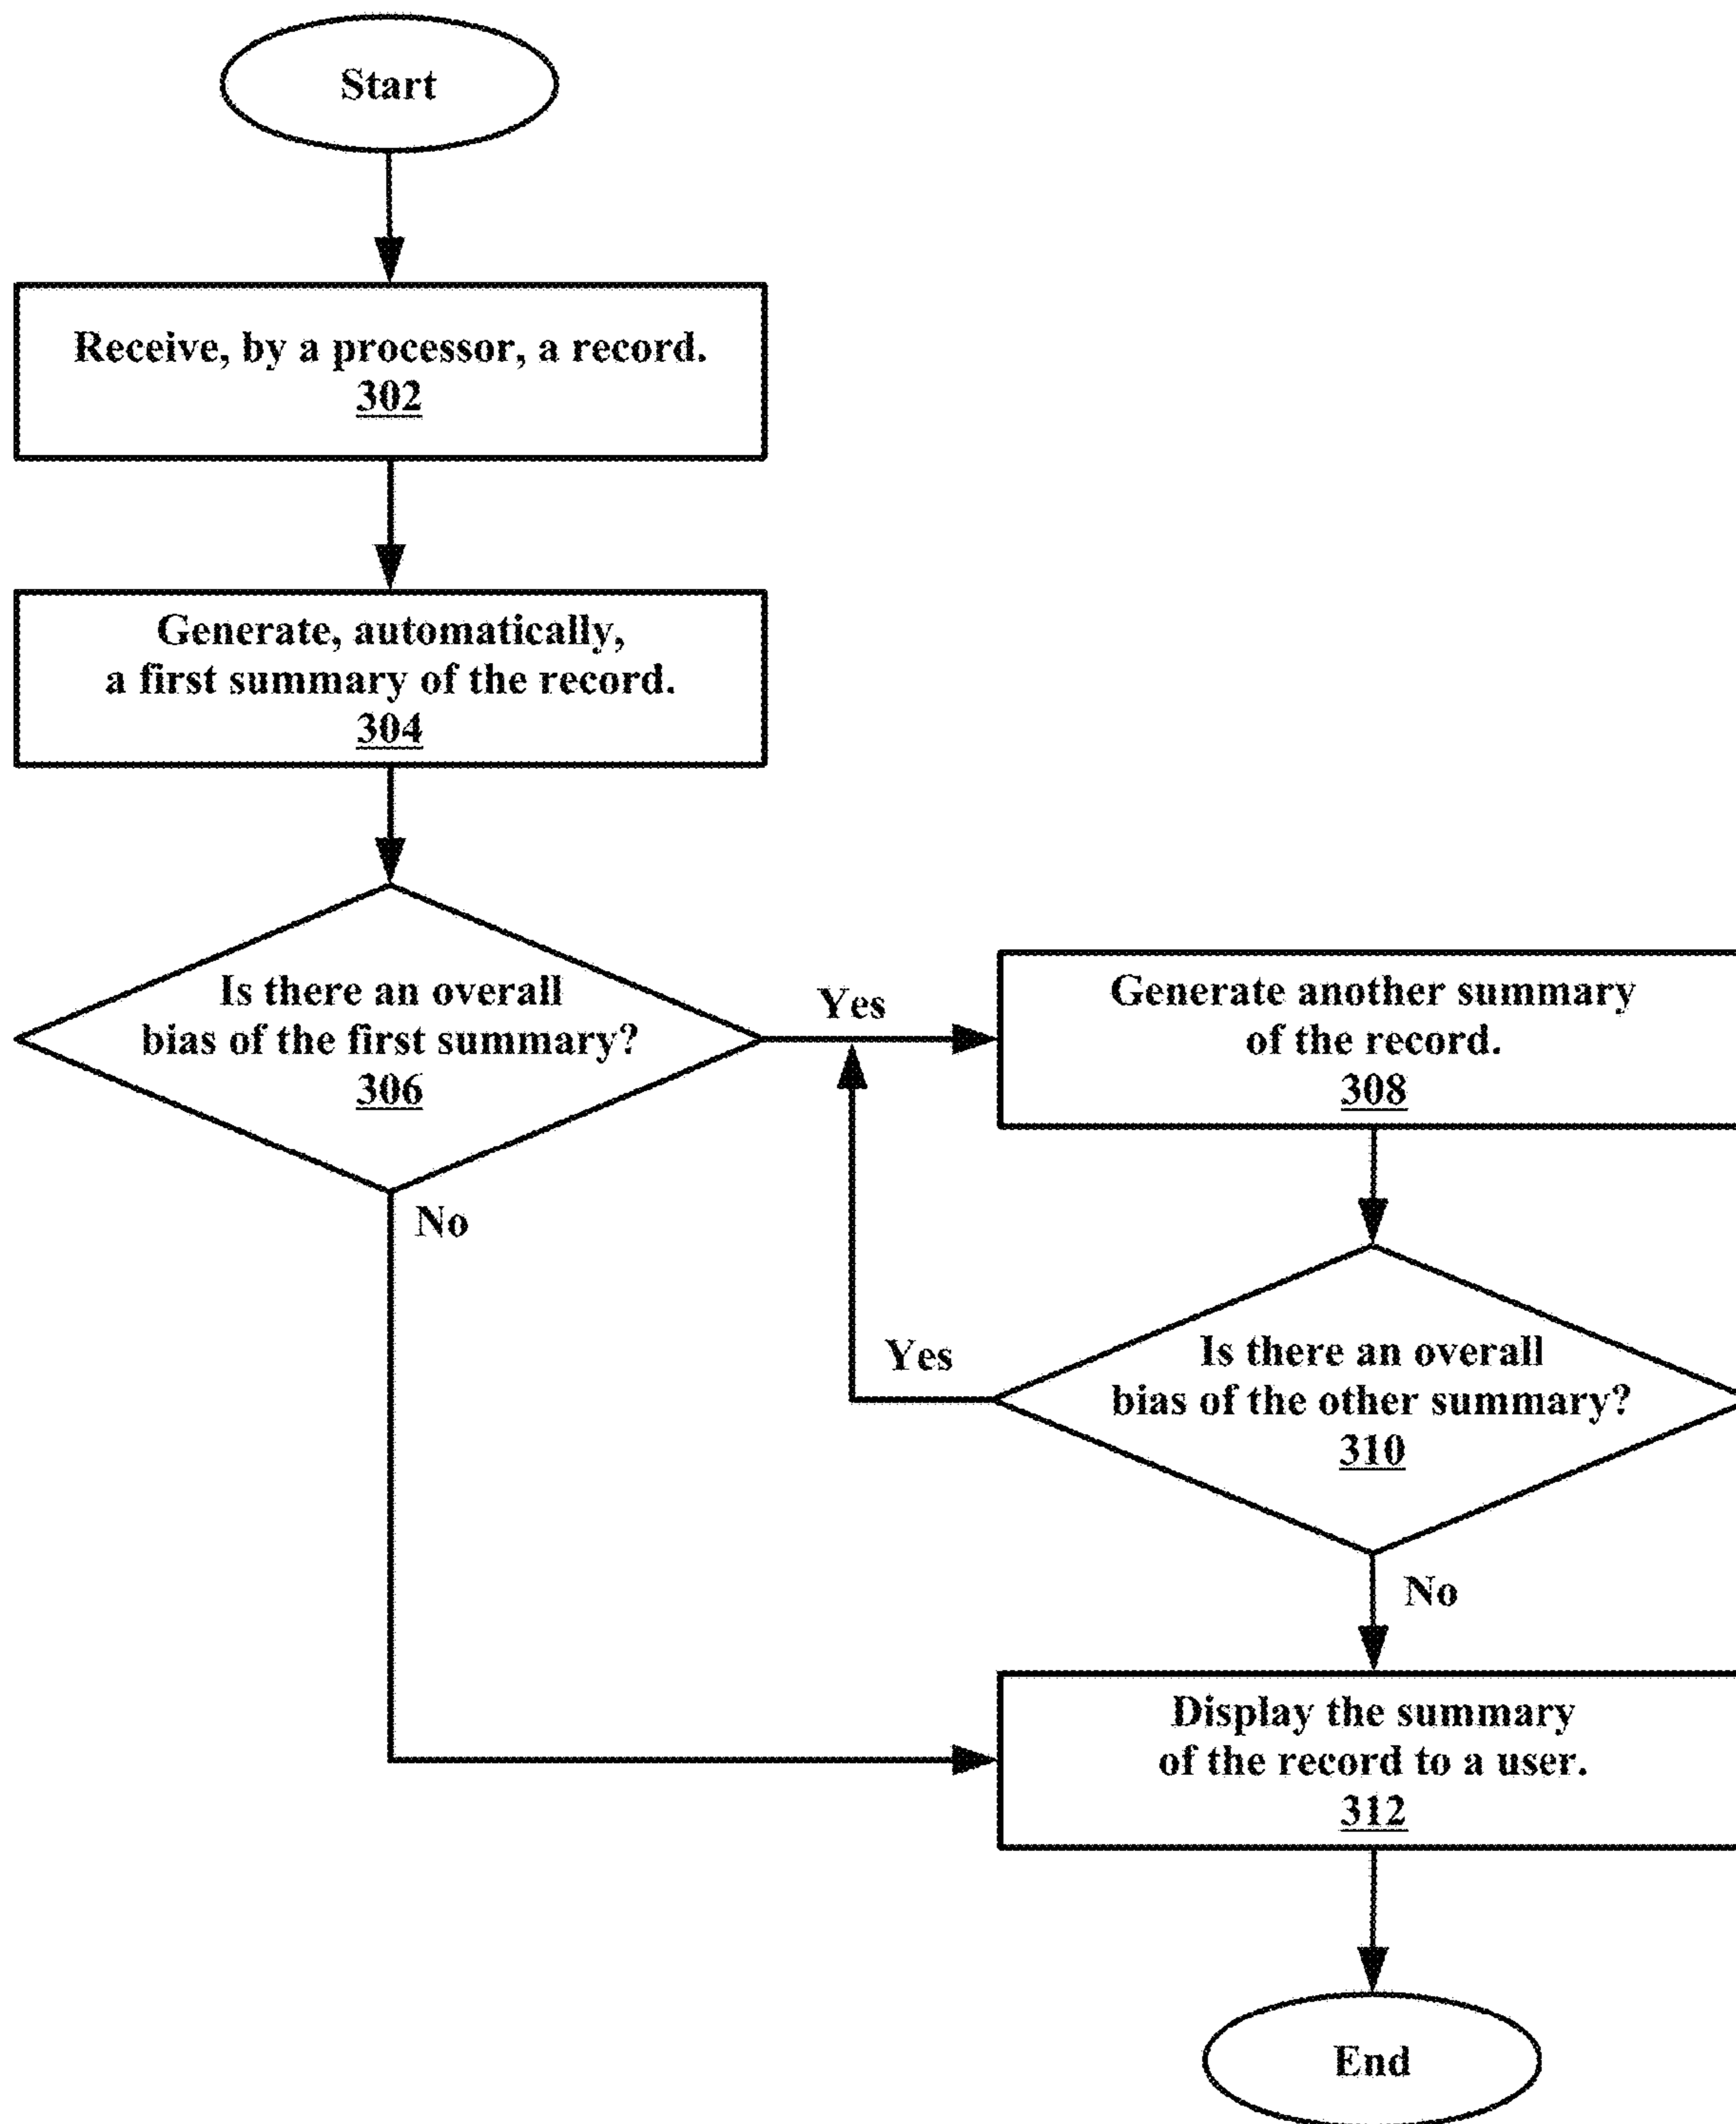 Start
Receive, by a processor, a record.
302
Generate, automatically,
a first summary of the record.
304
Is there an overall
bias of the first summary?
306
Yes
No
Generate another summary
of the record.
308
Is there an overall
bias of the other summary?
310
Yes
No
Display the summary
of the record to a user.
312
End